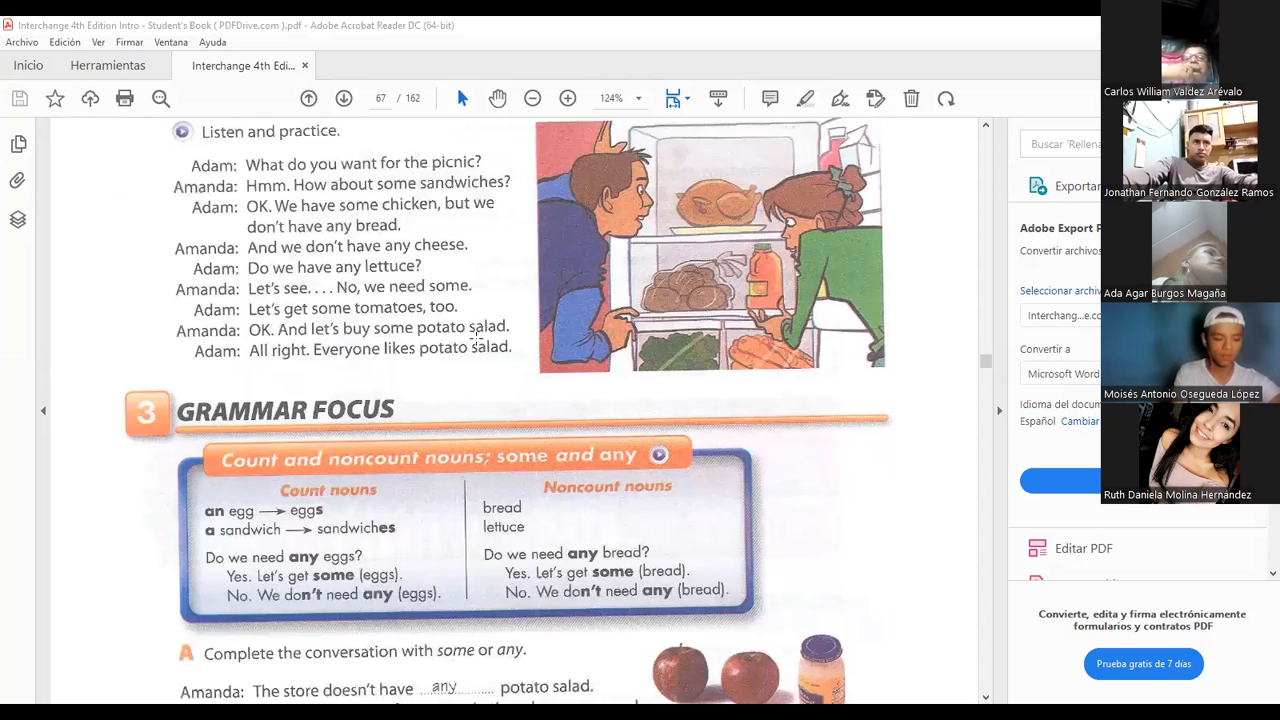 Interchange 4th Edition Intro - Student's Book ( PDFDrive.com ).pdf - Adobe Acrobat Reader DC (64-bit)
Archivo Edición Ver Firmar Ventana Ayuda
Inicio Herramientas Interchange 4th Edi... ×
67 / 162 124%
Listen and practice.
Adam: What do you want for the picnic?
Amanda: Hmm. How about some sandwiches?
Adam: OK. We have some chicken, but we
don't have any bread.
Amanda: And we don't have any cheese.
Adam: Do we have any lettuce?
Amanda: Let's see. . . . No, we need some.
Adam: Let's get some tomatoes, too.
Amanda: OK. And let's buy some potato salad.
Adam: All right. Everyone likes potato salad.
3 GRAMMAR FOCUS
Count and noncount nouns; some and any
Count nouns
an egg → eggs
a sandwich → sandwiches
Do we need any eggs?
Yes. Let's get some (eggs).
No. We don't need any (eggs).
Noncount nouns
bread
lettuce
Do we need any bread?
Yes. Let's get some (bread).
No. We don't need any (bread).
A Complete the conversation with some or any.
Amanda: The store doesn't have any potato salad.
Buscar 'Rellena
Exportar
Adobe Export P
Convertir archivos
Seleccionar archiv
Interchang...e.c
Convertir a
Microsoft Word
Idioma del docum
Español Cambiar
Editar PDF
Convierte, edita y firma electrónicamente
formularios y contratos PDF
Prueba gratis de 7 días
Carlos William Valdez Arévalo
Jonathan Fernando González Ramos
Ada Agar Burgos Magaña
Moisés Antonio Osegueda López
Ruth Daniela Molina Hernández